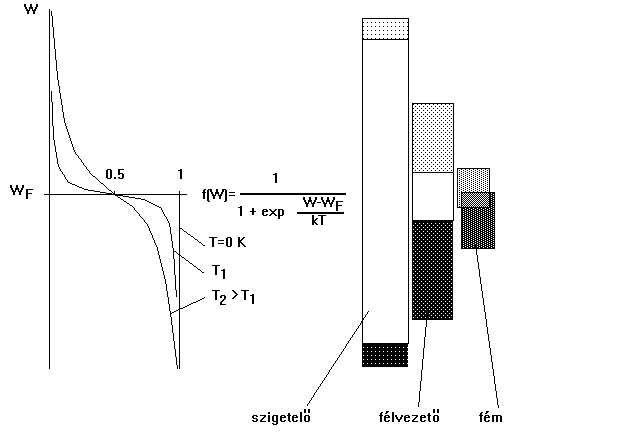 W
0.5 1
W_F
f(W)= 1
1 + exp W-W_F
kT
T=0 K
T_1
T_2 >T_1
szigetelő félvezető fém